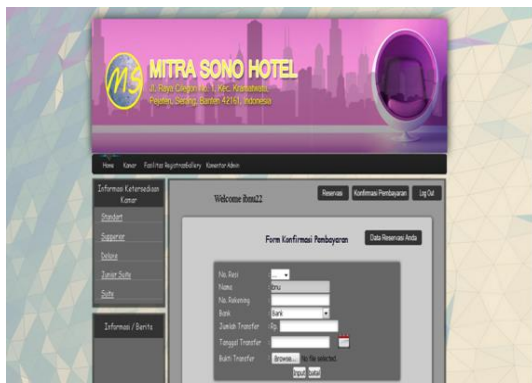 MS
MITRA SONO HOTEL
Jl. Raya Cilegon No. 1, Kec. Kramatwatu,
Pejaten, Serang, Banten 42161, Indonesia
Home Kamar Fasilitas Registrasi Gallery Komentar Admin
Informasi Ketersediaan
Kamar
Standart
Supperior
Deluxe
Junior Suite
Suite
Informasi / Berita
Welcome ibnu22
Reservasi
Konfirmasi Pembayaran
Log Out
Form Konfirmasi Pembayaran
Data Reservasi Anda
No. Resi : ...
Nama : ibnu
No. Rekening :
Bank : Bank
Jumlah Transfer :Rp.
Tanggal Transfer :
Bukti Transfer : Browse... No file selected.
Input batal